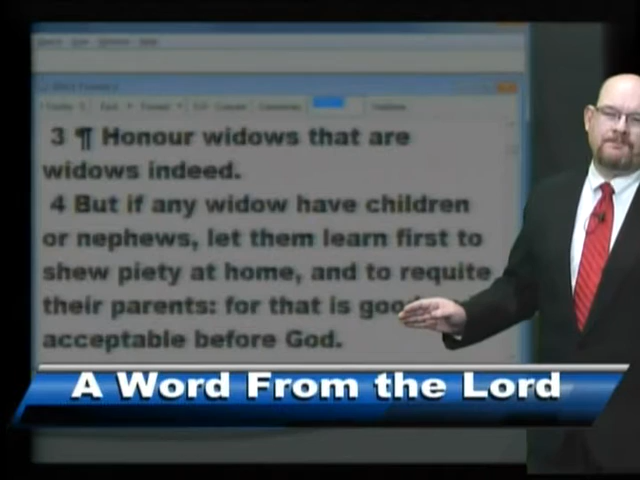 3 ¶ Honour widows that are
widows indeed.
4 But if any widow have children
or nephews, let them learn first to
shew piety at home, and to requite
their parents: for that is
acceptable before God.
A Word From the Lord